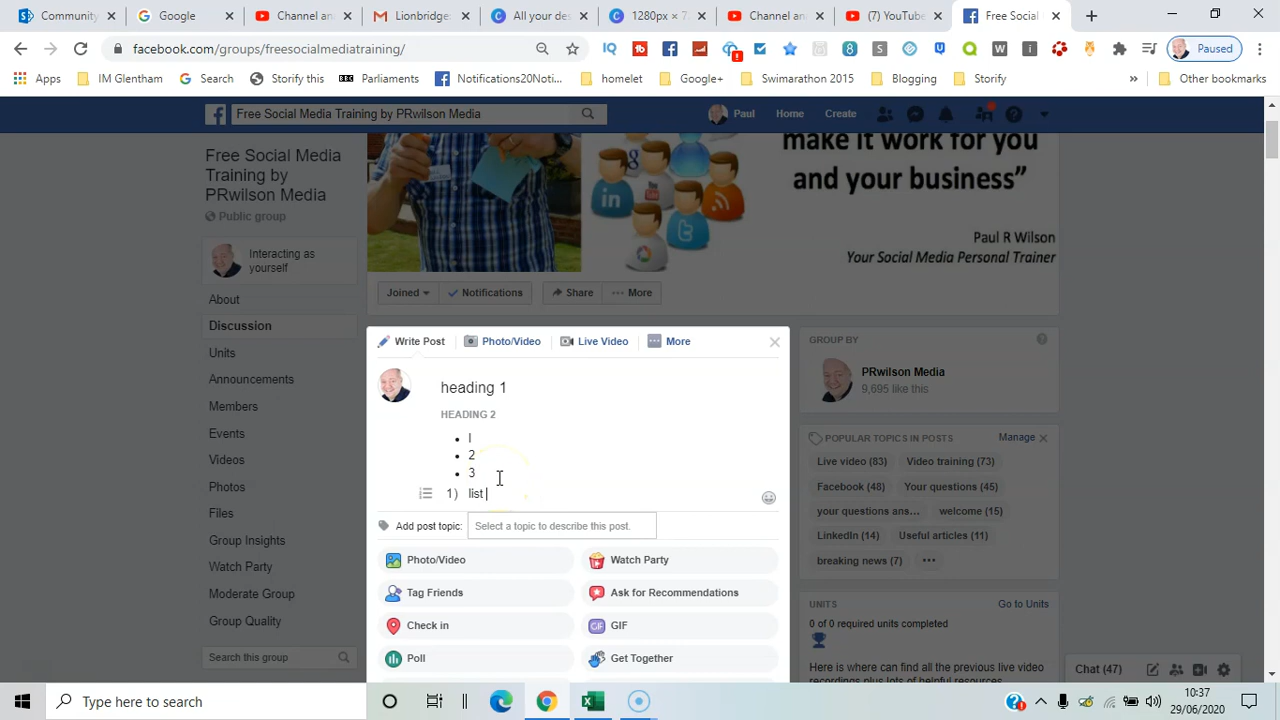 Communit
Google
Channel an
Lionbridge:
All your des
1280px × 7
Channel an
(7) YouTube
Free Social
facebook.com/groups/freesocialmediatraining/
Paused
Apps
IM Glentham
Search
Storify this
BBC Parliaments
Notifications20Noti...
homelet
Google+
Swimarathon 2015
Blogging
Storify
»
Other bookmarks
Free Social Media Training by PRwilson Media
Paul
Home
Create
Free Social Media
Training by
PRwilson Media
Public group
Interacting as
yourself
About
Discussion
Units
Announcements
Members
Events
Videos
Photos
Files
Group Insights
Watch Party
Moderate Group
Group Quality
Search this group
make it work for you
and your business”
Paul R Wilson
Your Social Media Personal Trainer
Joined
Notifications
Share
More
Write Post
Photo/Video
Live Video
More
heading 1
HEADING 2
• l
• 2
• 3
1) list
Add post topic:
Select a topic to describe this post.
Photo/Video
Watch Party
Tag Friends
Ask for Recommendations
Check in
GIF
Poll
Get Together
GROUP BY
PRwilson Media
9,695 like this
POPULAR TOPICS IN POSTS
Manage
Live video (83)
Video training (73)
Facebook (48)
Your questions (45)
your questions ans...
welcome (15)
LinkedIn (14)
Useful articles (11)
breaking news (7)
UNITS
Go to Units
0 of 0 required units completed
Here is where can find all the previous live video
recordings plus lots of helpful resources
Chat (47)
Type here to search
10:37
29/06/2020